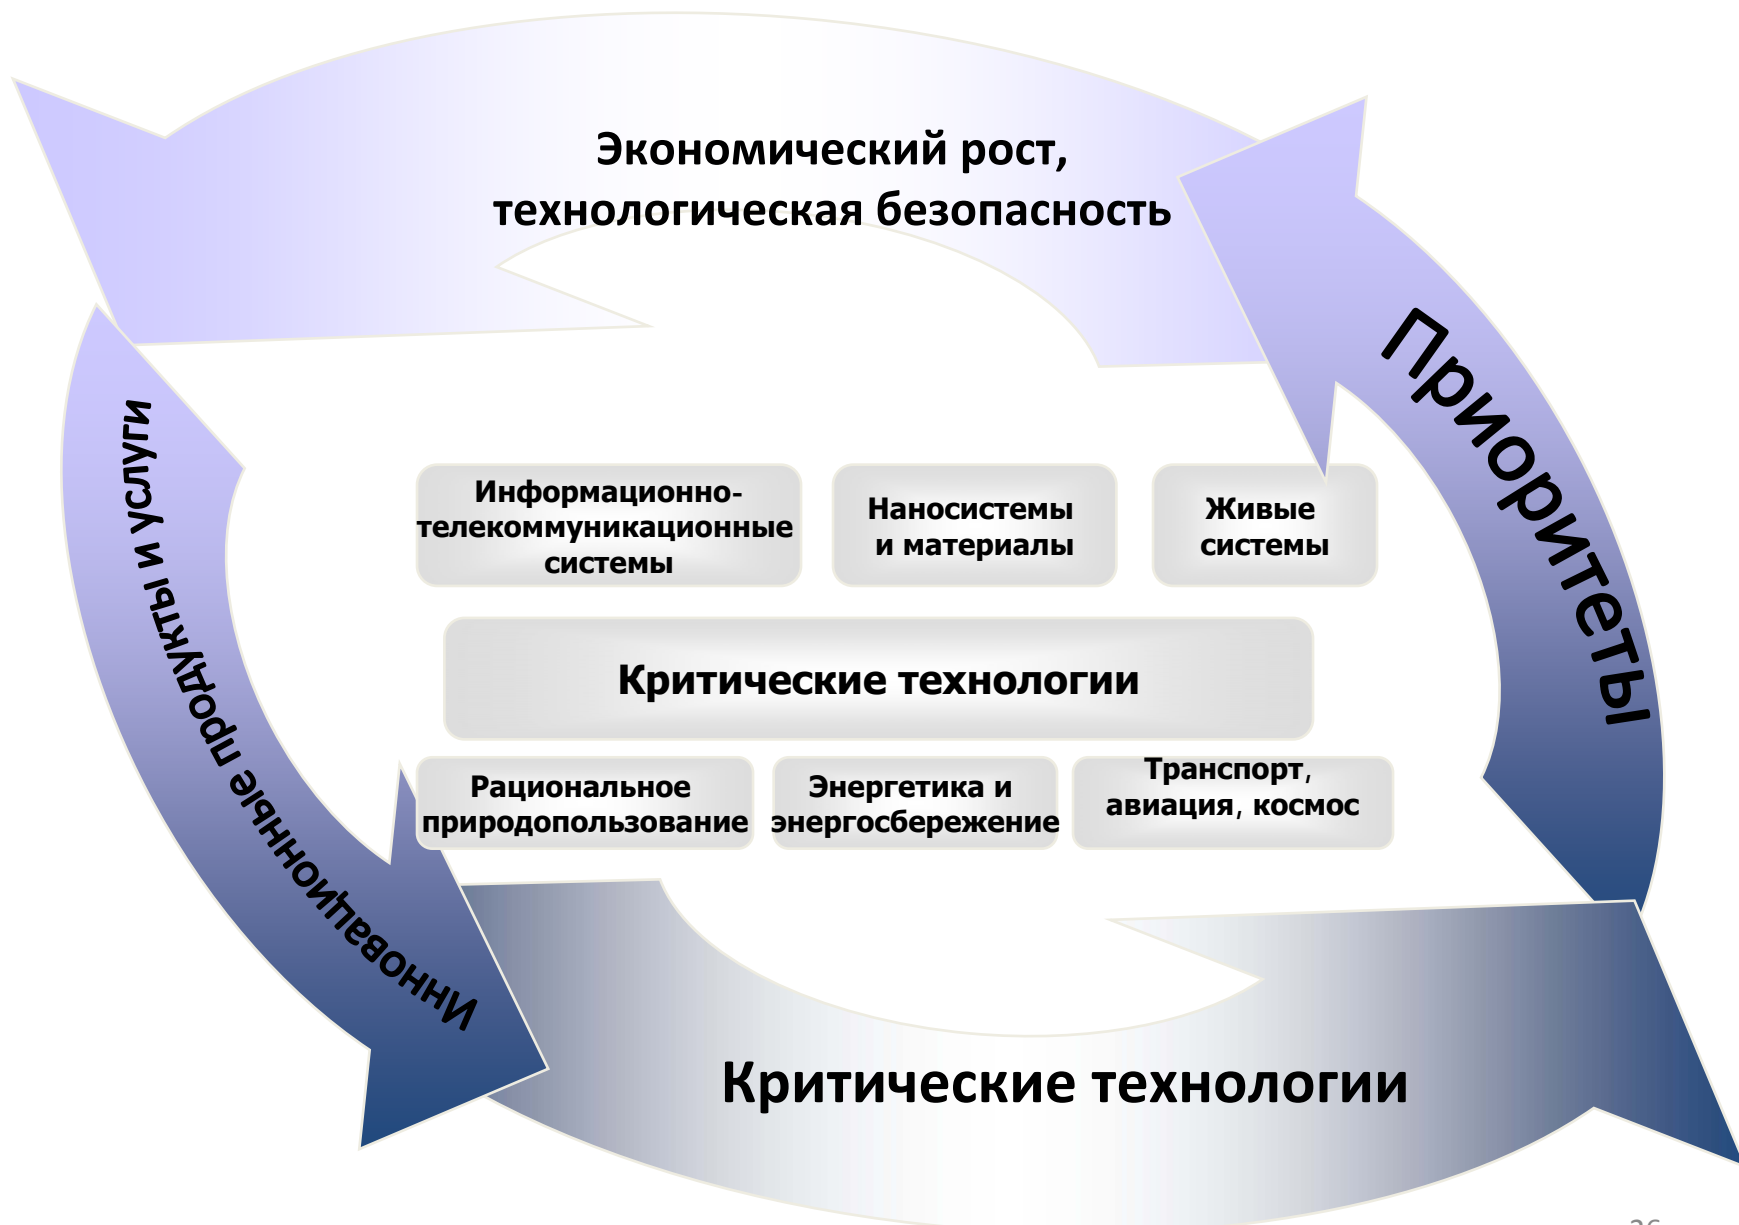 Экономический рост,
технологическая безопасность
Приоритеты
Инновационные продукты и услуги
Информационно-
телекоммуникационные
системы
Наносистемы
и материалы
Живые
системы
Критические технологии
Рациональное
природопользование
Энергетика и
энергосбережение
Транспорт,
авиация, космос
Критические технологии